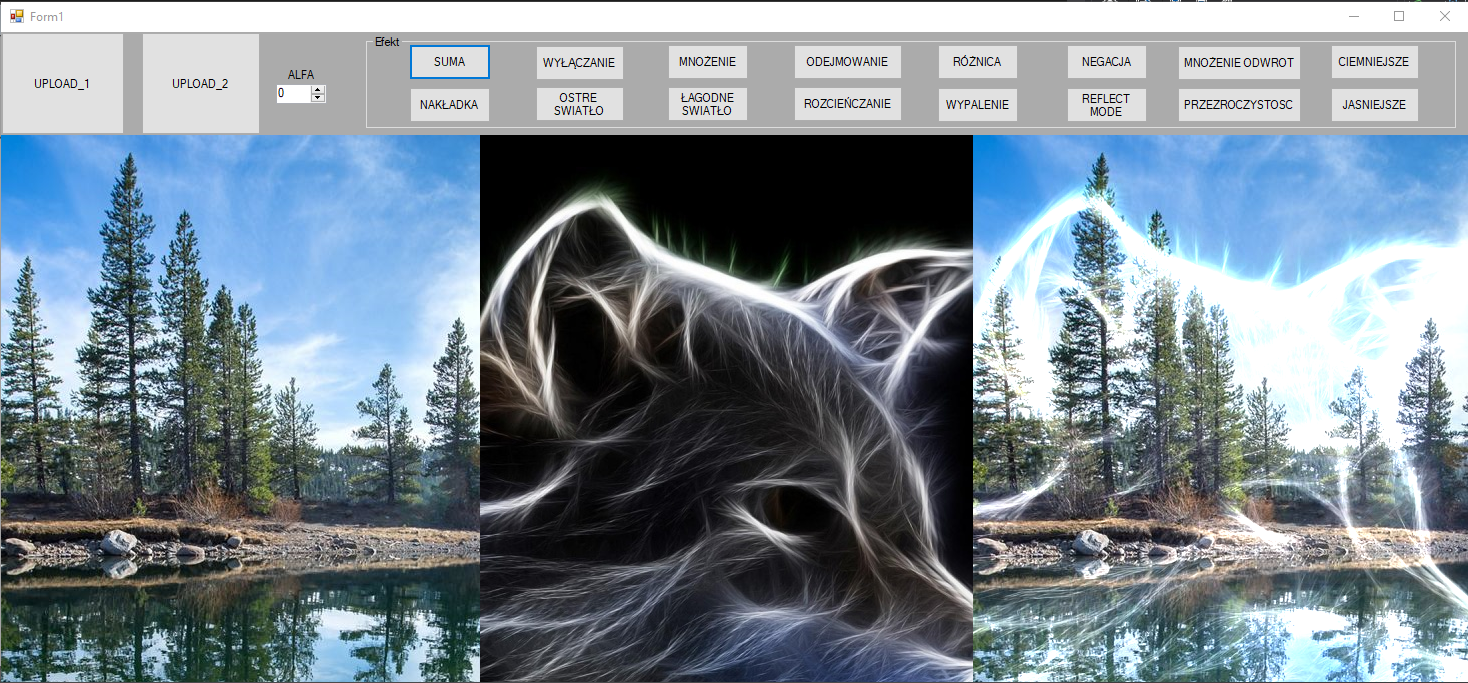 Form1
UPLOAD_1
UPLOAD_2
ALFA
0
Efekt
SUMA
WYŁĄCZANIE
MNOŻENIE
ODEJMOWANIE
RÓŻNICA
NEGACJA
MNOŻENIE ODWROT
CIEMNIEJSZE
NAKŁADKA
OSTRE
SWIATŁO
ŁAGODNE
SWIATŁO
ROZCIEŃCZANIE
WYPALENIE
REFLECT
MODE
PRZEZROCZYSTOSC
JASNIEJSZE